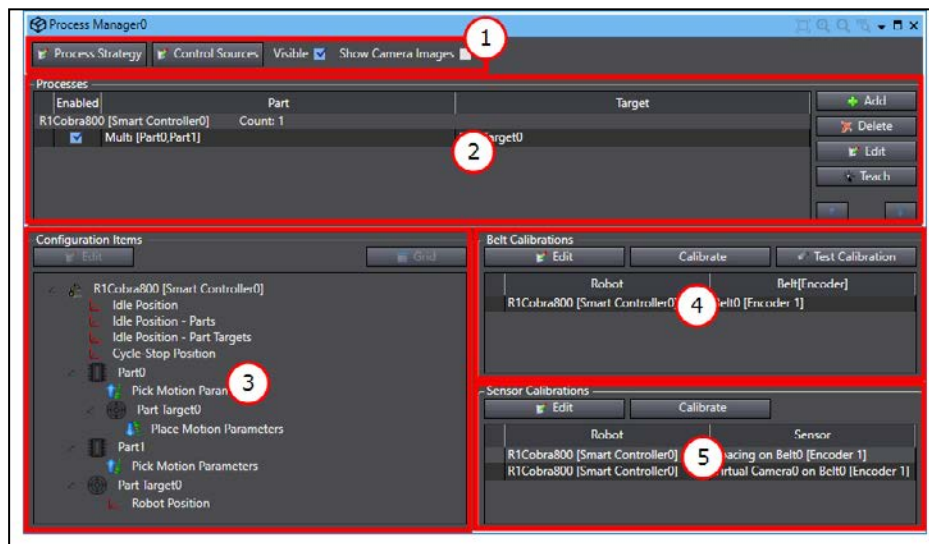 Process Manager0
Process Strategy Control Sources Visible Show Camera Images
1
Processes
Enabled Part Target
R1Cobra800 [Smart Controller0] Count: 1
Multi [Part0,Part1] Target0
2
Add
Delete
Edit
Teach
Configuration Items
Edit Grid
R1Cobra800 [Smart Controller0]
Idle Position
Idle Position - Parts
Idle Position - Part Targets
Cycle-Stop Position
Part0
Pick Motion Param
3
Part Target0
Place Motion Parameters
Part1
Pick Motion Parameters
Part Target0
Robot Position
Belt Calibrations
Edit Calibrate Test Calibration
Robot Belt[Encoder]
R1Cobra800 [Smart Controller0] Belt0 [Encoder 1]
4
Sensor Calibrations
Edit Calibrate
Robot Sensor
R1Cobra800 [Smart Controller0] pacing on Belt0 [Encoder 1]
R1Cobra800 [Smart Controller0] irtual Camera0 on Belt0 [Encoder 1]
5